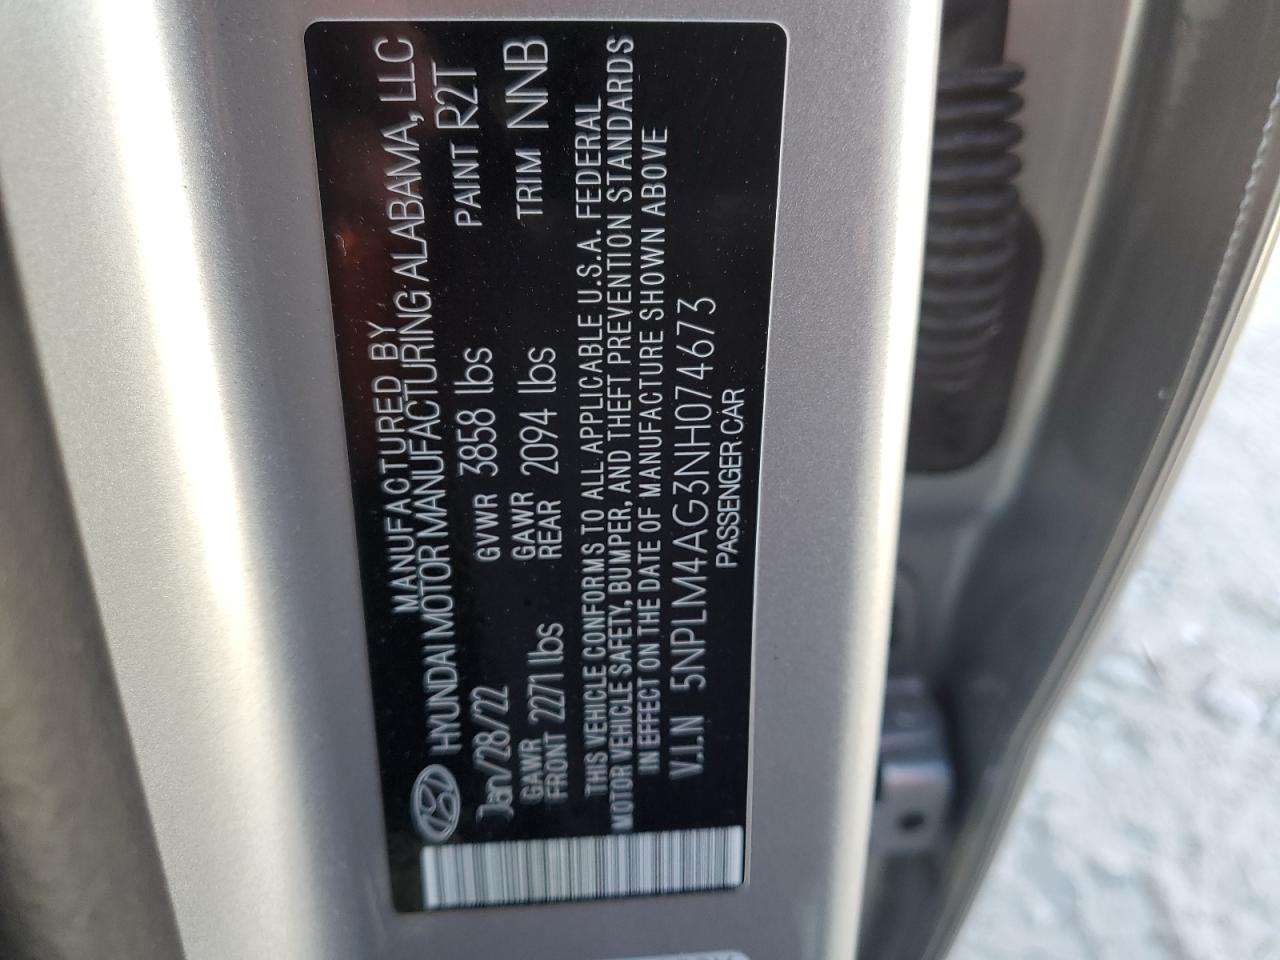 MANUFACTURED BY
HYUNDAI MOTOR MANUFACTURING ALABAMA, LLC
Jan/28/22 GVWR 3858 lbs PAINT R2T
GAWR FRONT 2271 lbs GAWR REAR 2094 lbs TRIM NNB
THIS VEHICLE CONFORMS TO ALL APPLICABLE U.S.A. FEDERAL
MOTOR VEHICLE SAFETY, BUMPER, AND THEFT PREVENTION STANDARDS
IN EFFECT ON THE DATE OF MANUFACTURE SHOWN ABOVE
V.I.N 5NPLM4AG3NH074673
PASSENGER CAR